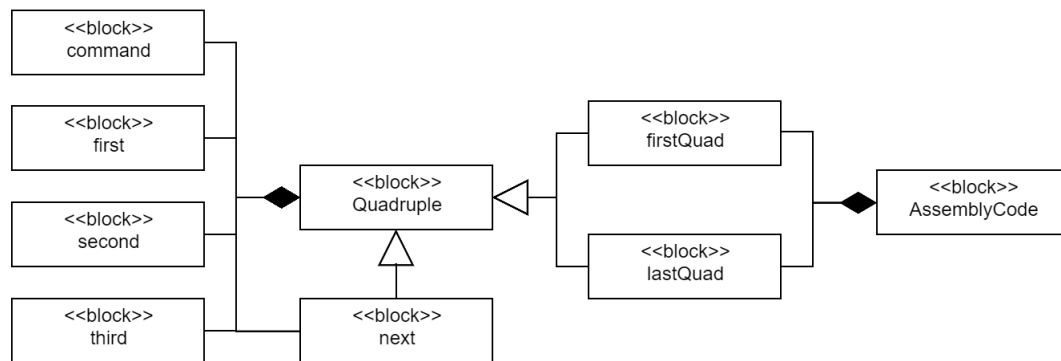 <<block>>
command
<<block>>
first
<<block>>
second
<<block>>
third
<<block>>
Quadruple
<<block>>
next
<<block>>
firstQuad
<<block>>
lastQuad
<<block>>
AssemblyCode